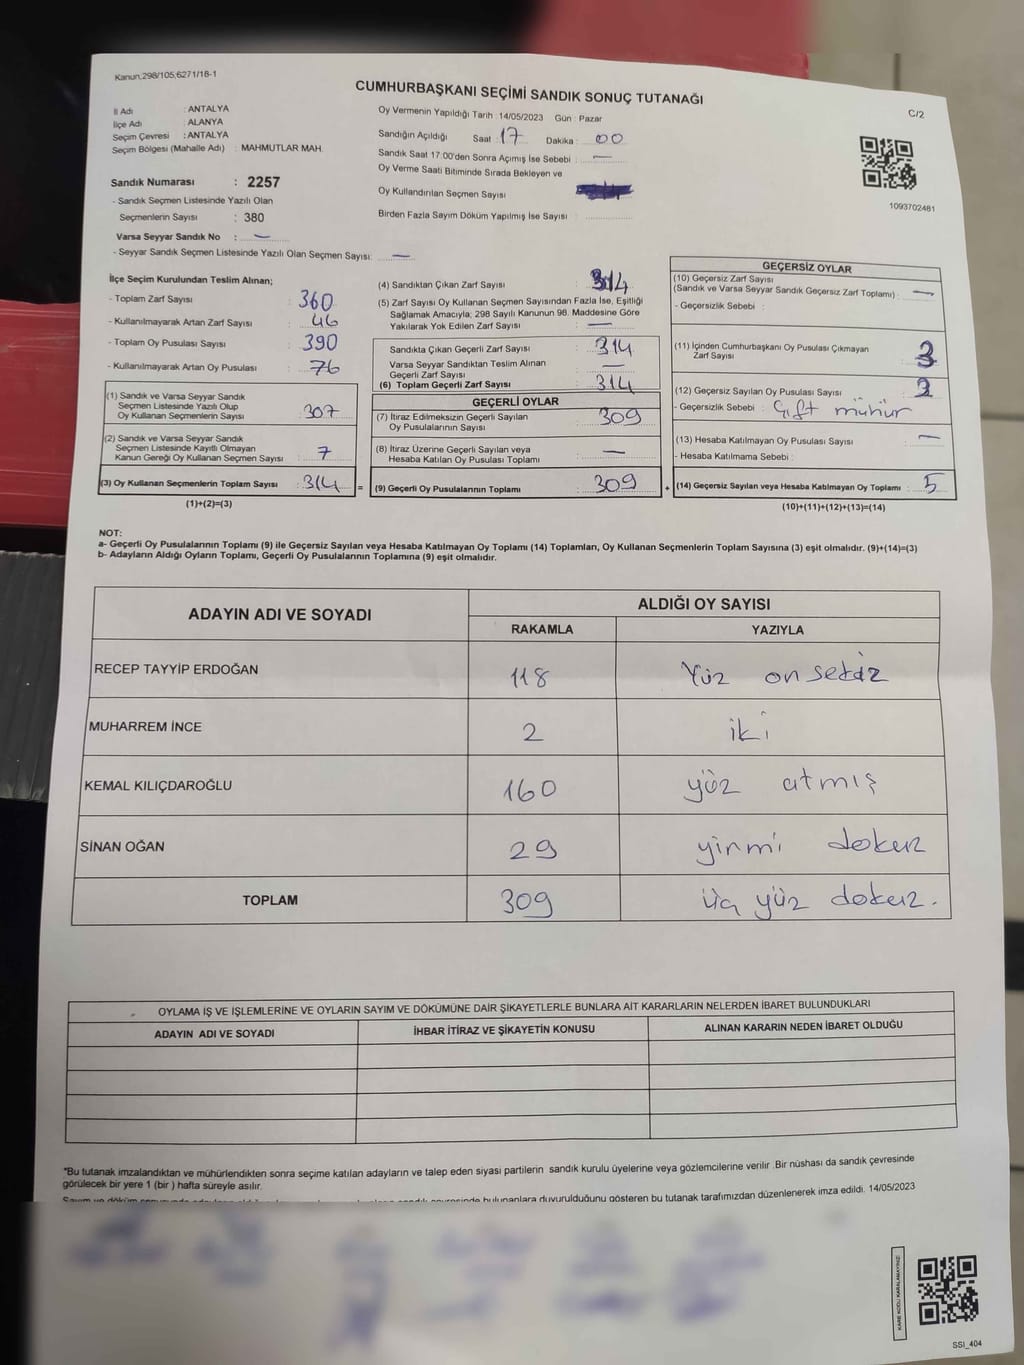 Kanun;298/105;6271/16-1
CUMHURBAŞKANI SEÇİMİ SANDIK SONUÇ TUTANAĞI
C/2
İl Adı : ANTALYA
İlçe Adı : ALANYA
Seçim Çevresi : ANTALYA
Seçim Bölgesi (Mahalle Adı) : MAHMUTLAR MAH.
Sandık Numarası : 2257
- Sandık Seçmen Listesinde Yazılı Olan
Seçmenlerin Sayısı : 380
Varsa Seyyar Sandık No : —
- Seyyar Sandık Seçmen Listesinde Yazılı Olan Seçmen Sayısı: —
Oy Vermenin Yapıldığı Tarih : 14/05/2023 Gün : Pazar
Sandığın Açıldığı Saat : 17 Dakika : 00
Sandık Saat 17.00'den Sonra Açımış İse Sebebi : —
Oy Verme Saati Bitiminde Sırada Bekleyen ve
Oy Kullandırılan Seçmen Sayısı
Birden Fazla Sayım Döküm Yapılmış İse Sayısı :
1093702481
İlçe Seçim Kurulundan Teslim Alınan;
- Toplam Zarf Sayısı : 360
- Kullanılmayarak Artan Zarf Sayısı : 46
- Toplam Oy Pusulası Sayısı : 390
- Kullanılmayarak Artan Oy Pusulası : 76
(1) Sandık ve Varsa Seyyar Sandık
Seçmen Listesinde Yazılı Olup
Oy Kullanan Seçmenlerin Sayısı : 307
(2) Sandık ve Varsa Seyyar Sandık
Seçmen Listesinde Kayıtlı Olmayan
Kanun Gereği Oy Kullanan Seçmen Sayısı : 7
(3) Oy Kullanan Seçmenlerin Toplam Sayısı : 314 =
(1)+(2)=(3)
(4) Sandıktan Çıkan Zarf Sayısı : 314
(5) Zarf Sayısı Oy Kullanan Seçmen Sayısından Fazla İse, Eşitliği
Sağlamak Amacıyla; 298 Sayılı Kanunun 98. Maddesine Göre
Yakılarak Yok Edilen Zarf Sayısı : —
Sandıkta Çıkan Geçerli Zarf Sayısı : 314
Varsa Seyyar Sandıktan Teslim Alınan
Geçerli Zarf Sayısı : —
(6) Toplam Geçerli Zarf Sayısı : 314
GEÇERLİ OYLAR
(7) İtiraz Edilmeksizin Geçerli Sayılan
Oy Pusulalarının Sayısı : 309
(8) İtiraz Üzerine Geçerli Sayılan veya
Hesaba Katılan Oy Pusulası Toplamı : —
(9) Geçerli Oy Pusulalarının Toplamı : 309 +
GEÇERSİZ OYLAR
(10) Geçersiz Zarf Sayısı
(Sandık ve Varsa Seyyar Sandık Geçersiz Zarf Toplamı) : —
- Geçersizlik Sebebi :
(11) İçinden Cumhurbaşkanı Oy Pusulası Çıkmayan
Zarf Sayısı : 3
(12) Geçersiz Sayılan Oy Pusulası Sayısı :
- Geçersizlik Sebebi : Çift mühür
(13) Hesaba Katılmayan Oy Pusulası Sayısı : —
- Hesaba Katılmama Sebebi :
(14) Geçersiz Sayılan veya Hesaba Katılmayan Oy Toplamı : 5
(10)+(11)+(12)+(13)=(14)
NOT:
a- Geçerli Oy Pusulalarının Toplamı (9) ile Geçersiz Sayılan veya Hesaba Katılmayan Oy Toplamı (14) Toplamları, Oy Kullanan Seçmenlerin Toplam Sayısına (3) eşit olmalıdır. (9)+(14)=(3)
b- Adayların Aldığı Oyların Toplamı, Geçerli Oy Pusulalarının Toplamına (9) eşit olmalıdır.
ADAYIN ADI VE SOYADI ALDIĞI OY SAYISI
RAKAMLA YAZIYLA
RECEP TAYYİP ERDOĞAN 118 Yüz on sekiz
MUHARREM İNCE 2 iki
KEMAL KILIÇDAROĞLU 160 yüz atmış
SİNAN OĞAN 29 yirmi dokuz
TOPLAM 309 üç yüz dokuz.
OYLAMA İŞ VE İŞLEMLERİNE VE OYLARIN SAYIM VE DÖKÜMÜNE DAİR ŞİKAYETLERLE BUNLARA AİT KARARLARIN NELERDEN İBARET BULUNDUKLARI
ADAYIN ADI VE SOYADI İHBAR İTİRAZ VE ŞİKAYETİN KONUSU ALINAN KARARIN NEDEN İBARET OLDUĞU
*Bu tutanak imzalandıktan ve mühürlendikten sonra seçime katılan adayların ve talep eden siyasi partilerin sandık kurulu üyelerine veya gözlemcilerine verilir .Bir nüshası da sandık çevresinde
görülecek bir yere 1 (bir ) hafta süreyle asılır.
bulunanlara duyurulduğunu gösteren bu tutanak tarafımızdan düzenlenerek imza edildi. 14/05/2023
KARE KODU KARALAMAYINIZ!
SSI_404